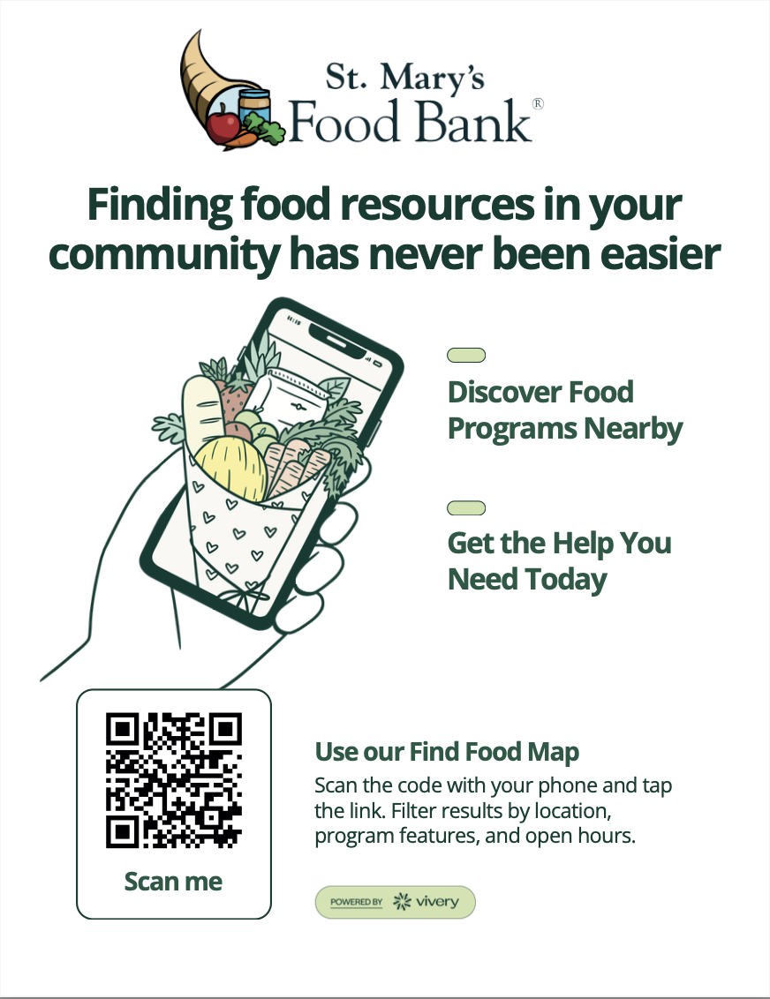 St. Mary's
Food Bank®
Finding food resources in your
community has never been easier
11:15
Discover Food
Programs Nearby
Get the Help You
Need Today
Use our Find Food Map
Scan the code with your phone and tap
the link. Filter results by location,
program features, and open hours.
Scan me
POWERED BY vivery